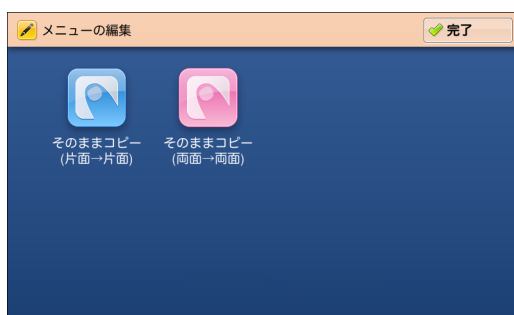 メニューの編集
完了
そのままコピー
(片面→片面)
そのままコピー
(両面→両面)